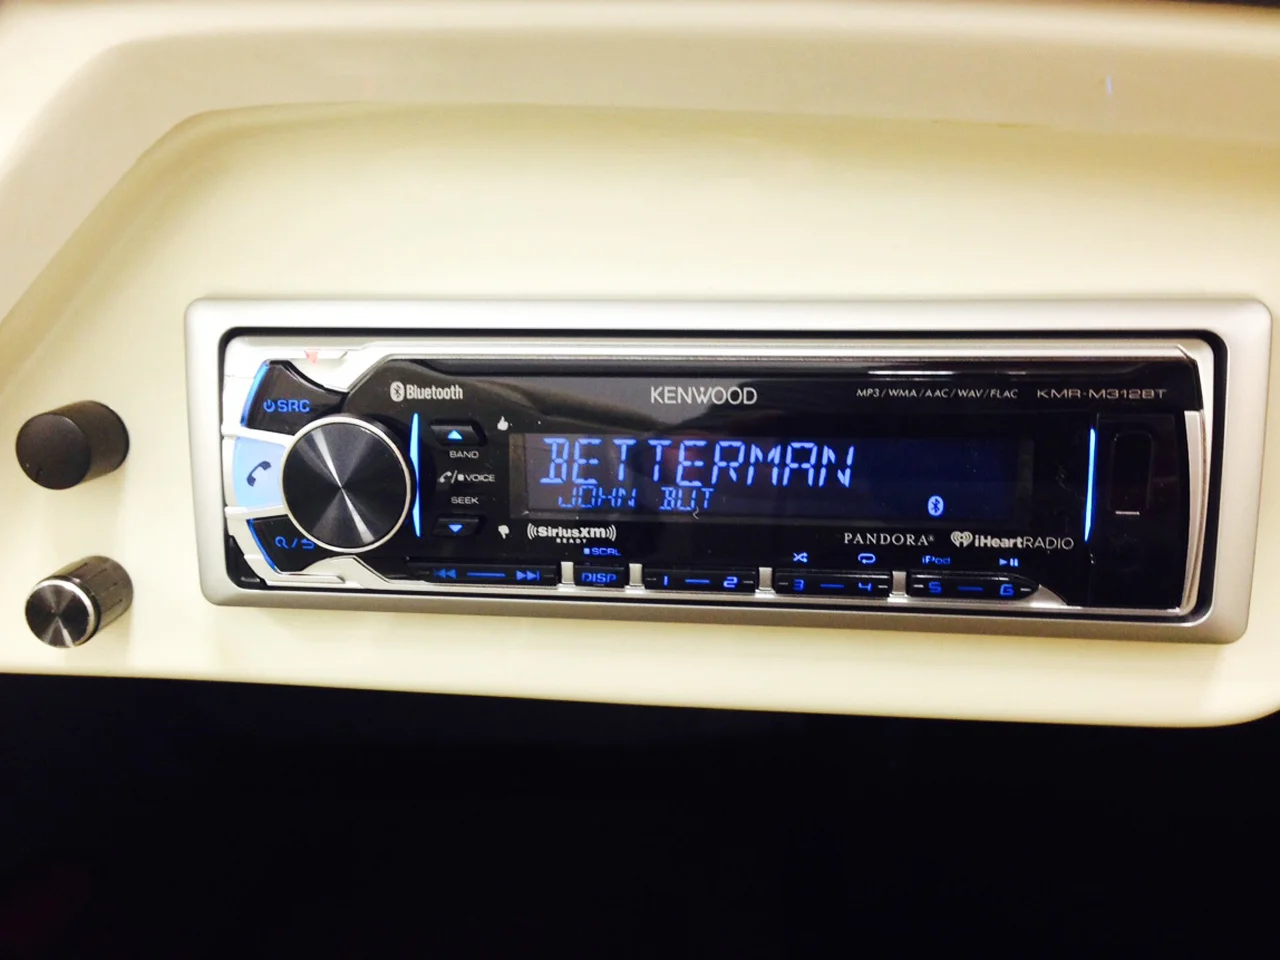 SRC
Bluetooth
KENWOOD
MP3/WMA/AAC/WAV/FLAC
KMR-M312BT
BAND
/ VOICE
SEEK
BETTERMAN
JOHN BUT
((SiriusXm))
READY
PANDORA®
iHeartRADIO
SCRL
iPod
DISP
1 2
3 4
5 6